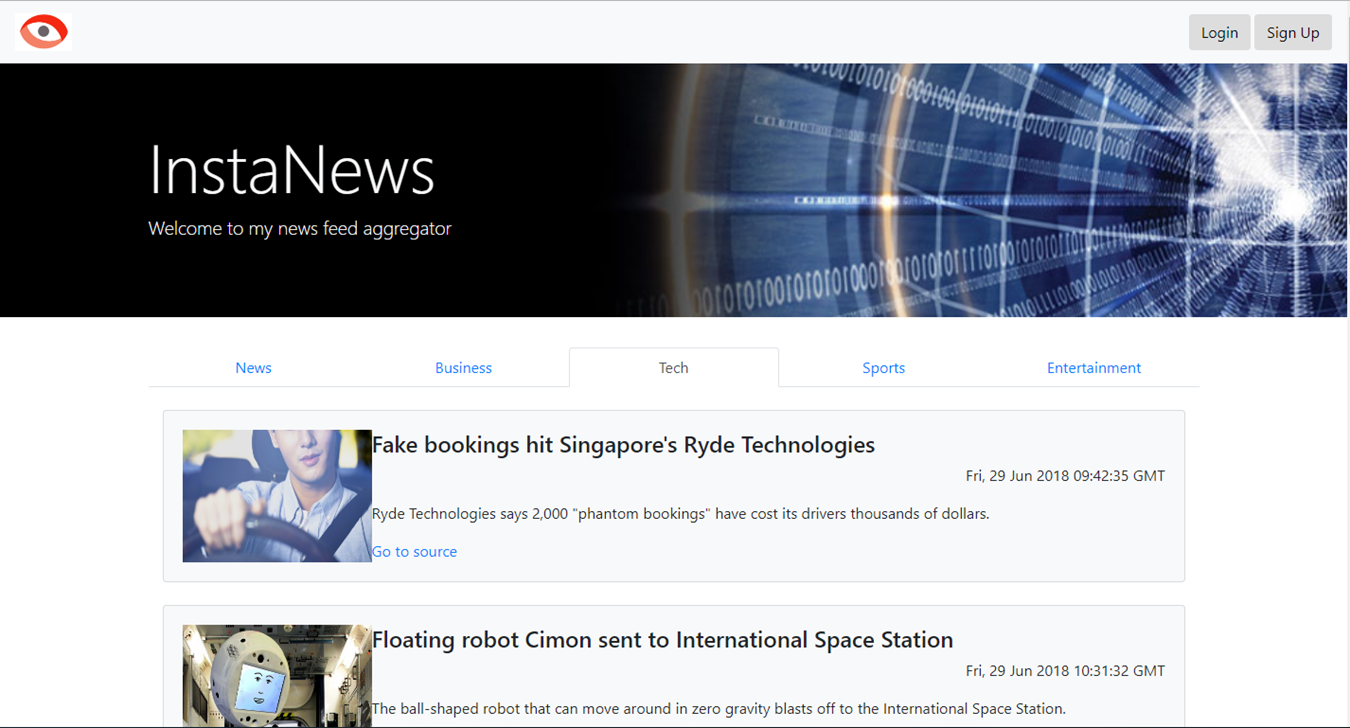 Login
Sign Up
InstaNews
Welcome to my news feed aggregator
News
Business
Tech
Sports
Entertainment
Fake bookings hit Singapore's Ryde Technologies
Fri, 29 Jun 2018 09:42:35 GMT
Ryde Technologies says 2,000 "phantom bookings" have cost its drivers thousands of dollars.
Go to source
Floating robot Cimon sent to International Space Station
Fri, 29 Jun 2018 10:31:32 GMT
The ball-shaped robot that can move around in zero gravity blasts off to the International Space Station.